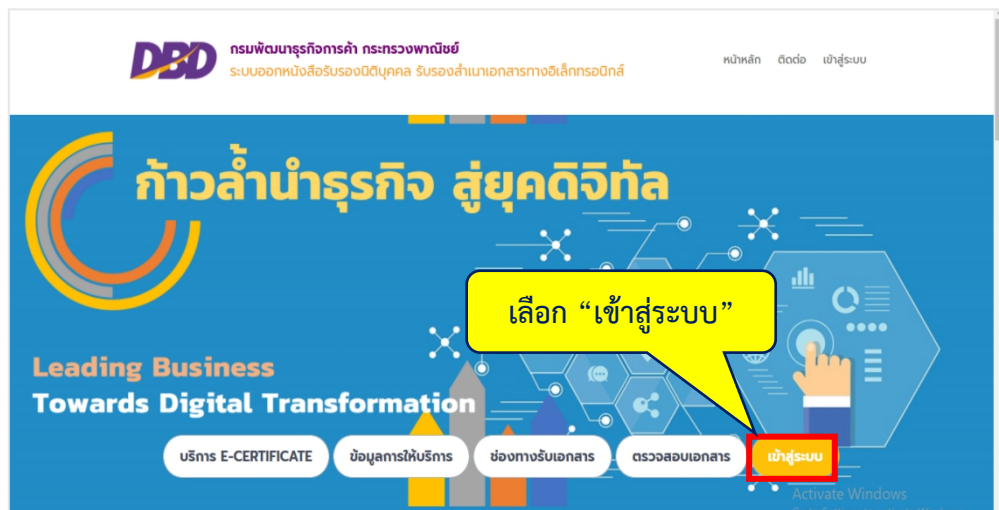 DBD
กรมพัฒนาธุรกิจการค้า กระทรวงพาณิชย์
ระบบออกหนังสือรับรองนิติบุคคล รับรองสำเนาเอกสารทางอิเล็กทรอนิกส์
หน้าหลัก ติดต่อ เข้าสู่ระบบ
ก้าวล้ำนำธุรกิจ สู่ยุคดิจิทัล
เลือก “เข้าสู่ระบบ”
Leading Business
Towards Digital Transformation
บริการ E-CERTIFICATE ข้อมูลการให้บริการ ช่องทางรับเอกสาร ตรวจสอบเอกสาร เข้าสู่ระบบ
Activate Windows